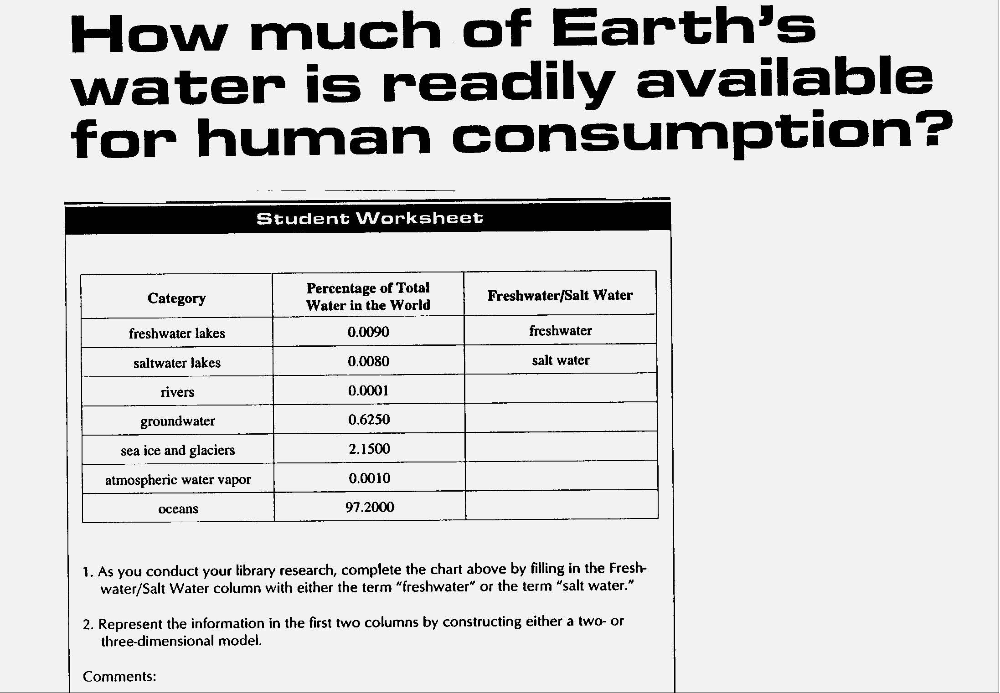 How much of Earth's
water is readily available
for human consumption?
Student Worksheet
Category
Percentage of Total
Water in the World
Freshwater/Salt Water
freshwater lakes 0.0090 freshwater
saltwater lakes 0.0080 salt water
rivers 0.0001
groundwater 0.6250
sea ice and glaciers 2.1500
atmospheric water vapor 0.0010
oceans 97.2000
1. As you conduct your library research, complete the chart above by filling in the Fresh-
water/Salt Water column with either the term "freshwater" or the term "salt water."
2. Represent the information in the first two columns by constructing either a two- or
three-dimensional model.
Comments: